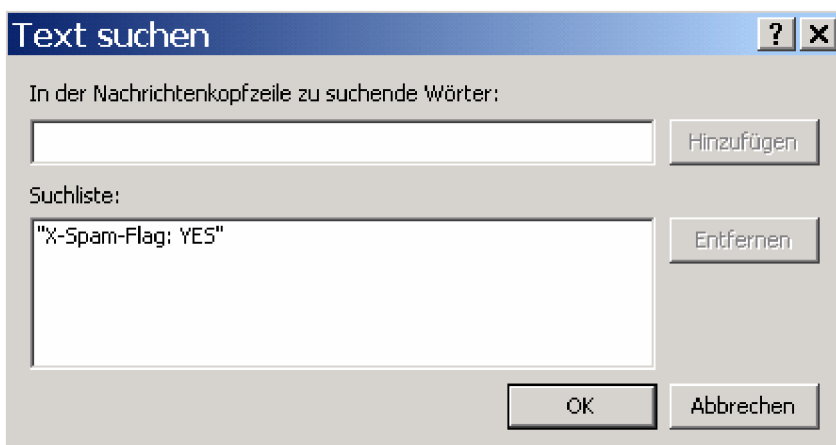 Text suchen
In der Nachrichtenkopfzeile zu suchende Wörter:
Hinzufügen
Suchliste:
"X-Spam-Flag: YES"
Entfernen
OK Abbrechen